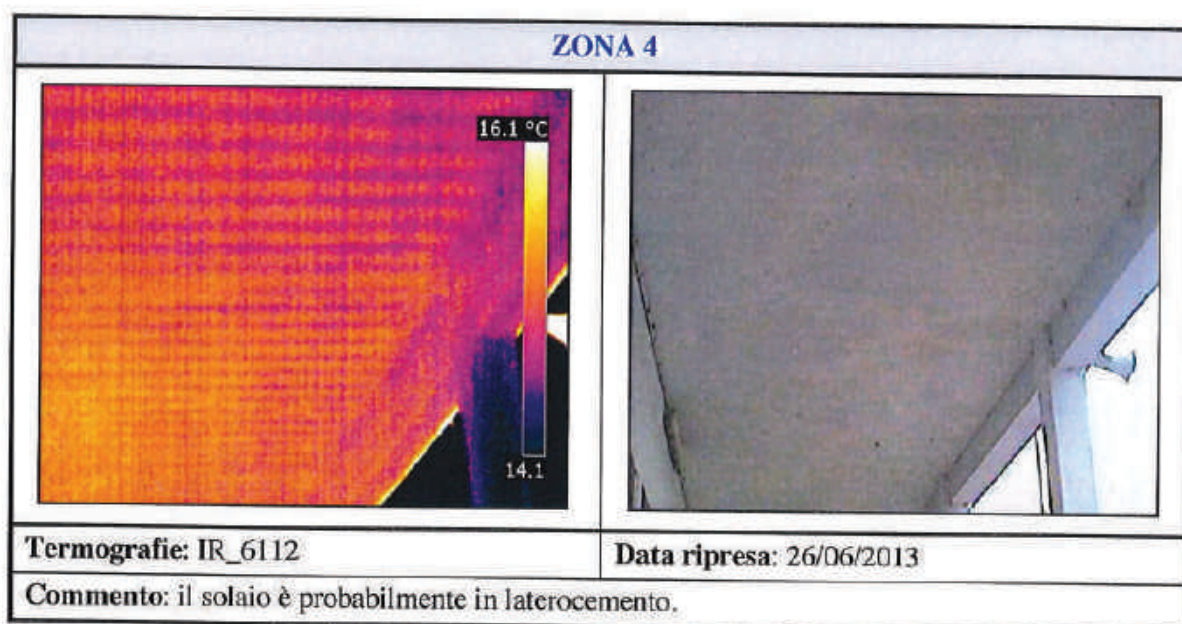 ZONA 4
16.1 °C
14.1
Termografie: IR_6112
Data ripresa: 26/06/2013
Commento: il solaio è probabilmente in laterocemento.